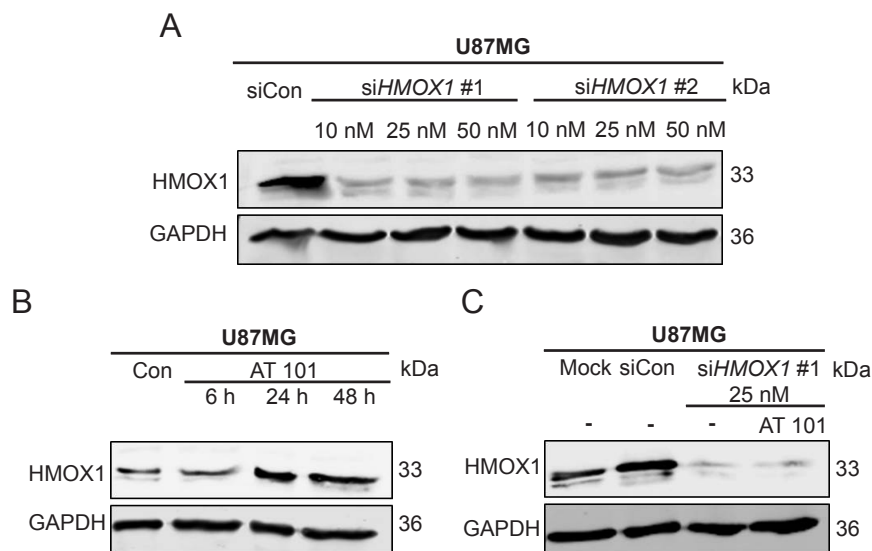 A
U87MG
siCon siHMOX1 #1 siHMOX1 #2 kDa
10 nM 25 nM 50 nM 10 nM 25 nM 50 nM
HMOX1 33
GAPDH 36
B
U87MG
Con AT 101 kDa
6 h 24 h 48 h
HMOX1 33
GAPDH 36
C
U87MG
Mock siCon siHMOX1 #1 kDa
25 nM
- - - AT 101
HMOX1 33
GAPDH 36